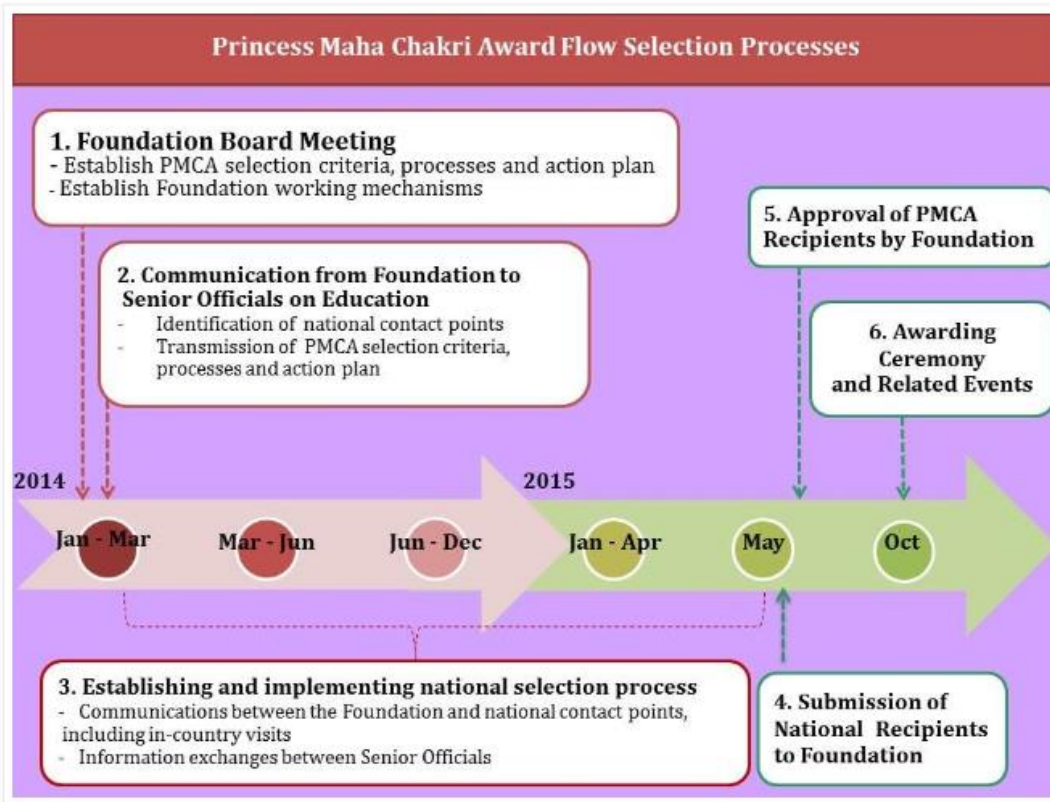 Princess Maha Chakri Award Flow Selection Processes
1. Foundation Board Meeting
- Establish PMCA selection criteria, processes and action plan
- Establish Foundation working mechanisms
2. Communication from Foundation to
Senior Officials on Education
- Identification of national contact points
- Transmission of PMCA selection criteria,
processes and action plan
5. Approval of PMCA
Recipients by Foundation
6. Awarding
Ceremony
and Related Events
2014
2015
Jan - Mar
Mar - Jun
Jun - Dec
Jan - Apr
May
Oct
3. Establishing and implementing national selection process
- Communications between the Foundation and national contact points,
including in-country visits
- Information exchanges between Senior Officials
4. Submission of
National Recipients
to Foundation